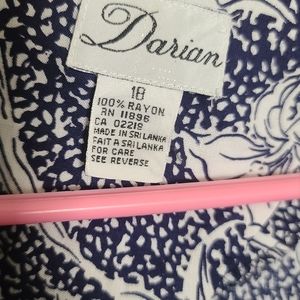 Darian
18
100% RAYON
RN 11896
CA 02215
MADE IN SRI LANKA
FAIT A SRI LANKA
FOR CARE
SEE REVERSE